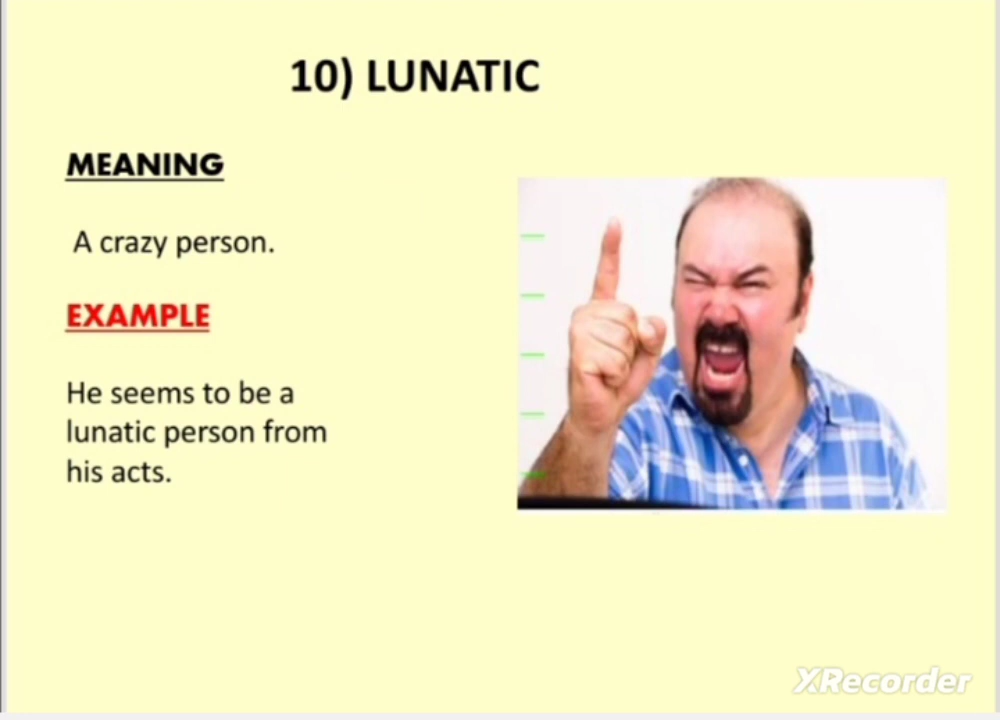 10) LUNATIC
MEANING
A crazy person.
EXAMPLE
He seems to be a
lunatic person from
his acts.
XRecorder